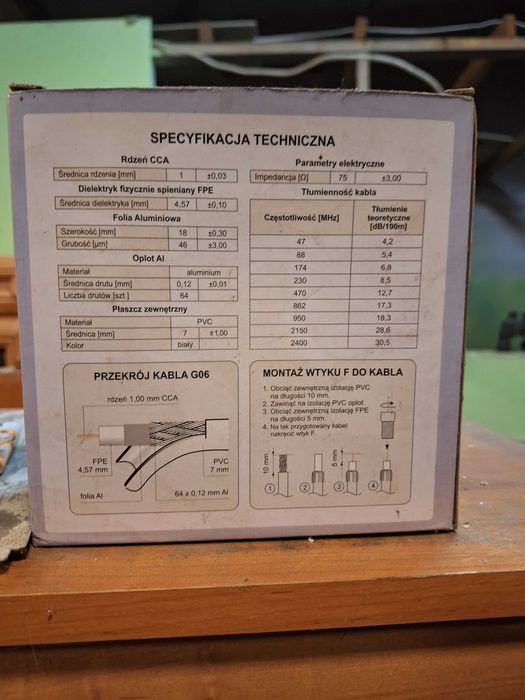 SPECYFIKACJA TECHNICZNA
Rdzeń CCA
Średnica rdzenia [mm] 1 ±0,03
Dielektryk fizycznie spieniany FPE
Średnica dielektryka [mm] 4,57 ±0,10
Folia Aluminiowa
Szerokość [mm] 18 ±0,30
Grubość [µm] 46 ±3,00
Oplot Al
Materiał aluminium
Średnica drutu [mm] 0,12 ±0,01
Liczba drutów [szt.] 64
Płaszcz zewnętrzny
Materiał PVC
Średnica [mm] 7 ±1,00
Kolor biały
Parametry elektryczne
Impedancja [Ω] 75 ±3,00
Tłumienność kabla
Częstotliwość [MHz] Tłumienie
teoretyczne
[dB/100m]
47 4,2
88 5,4
174 6,8
230 8,5
470 12,7
862 17,3
950 18,3
2150 28,6
2400 30,5
PRZEKRÓJ KABLA G06
rdzeń 1,00 mm CCA
FPE
4,57 mm
PVC
7 mm
folia Al
64 x 0,12 mm Al
MONTAŻ WTYKU F DO KABLA
1. Obciąć zewnętrzną izolację PVC
na długości 10 mm.
2. Zawinąć na izolację PVC oplot.
3. Obciąć zewnętrzną izolację FPE
na długości 5 mm.
4. Na tak przygotowany kabel
nakręcić wtyk F.
10 mm
5 mm
1 2 3 4